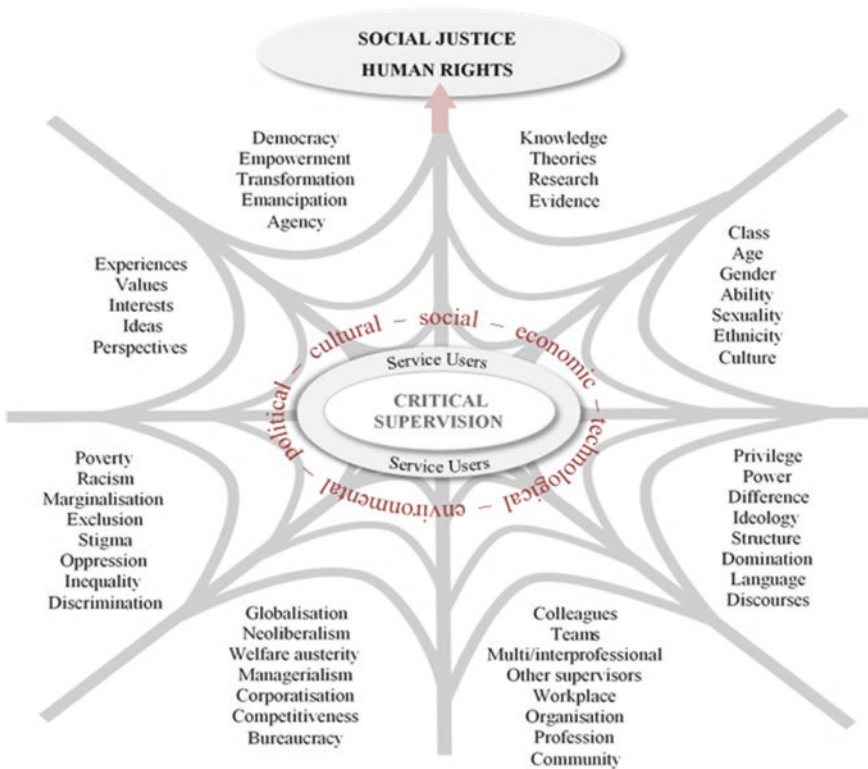 SOCIAL JUSTICE
HUMAN RIGHTS
Democracy
Empowerment
Transformation
Emancipation
Agency
Knowledge
Theories
Research
Evidence
Experiences
Values
Interests
Ideas
Perspectives
Class
Age
Gender
Ability
Sexuality
Ethnicity
Culture
political – cultural – social – economic – technological – environmental –
Service Users
CRITICAL
SUPERVISION
Service Users
Poverty
Racism
Marginalisation
Exclusion
Stigma
Oppression
Inequality
Discrimination
Privilege
Power
Difference
Ideology
Structure
Domination
Language
Discourses
Globalisation
Neoliberalism
Welfare austerity
Managerialism
Corporatisation
Competitiveness
Bureaucracy
Colleagues
Teams
Multi/interprofessional
Other supervisors
Workplace
Organisation
Profession
Community